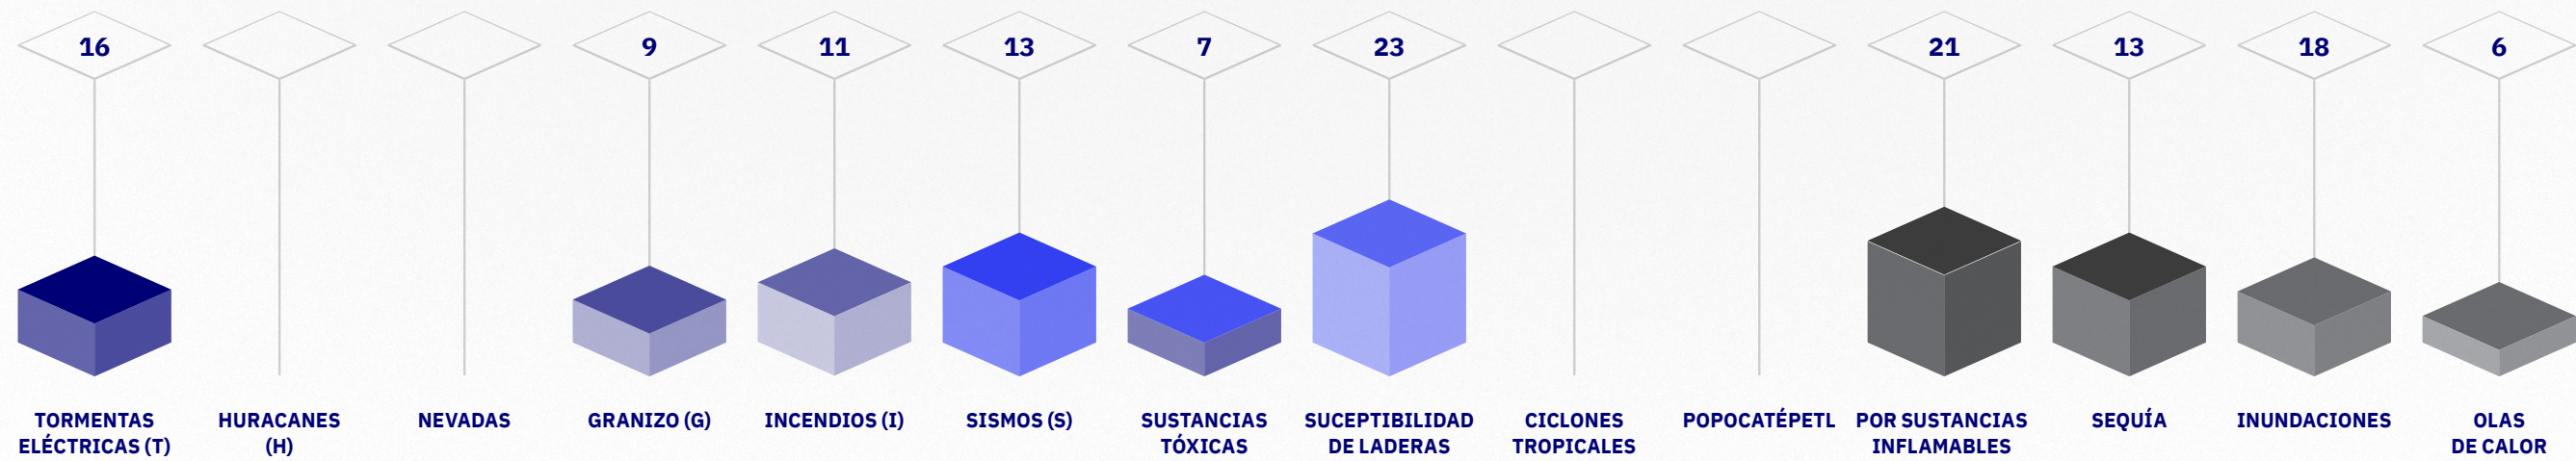 16
9
11
13
7
23
21
13
18
6
TORMENTAS
ELÉCTRICAS (T)
HURACANES
(H)
NEVADAS
GRANIZO (G)
INCENDIOS (I)
SISMOS (S)
SUSTANCIAS
TÓXICAS
SUCEPTIBILIDAD
DE LADERAS
CICLONES
TROPICALES
POPOCATÉPETL
POR SUSTANCIAS
INFLAMABLES
SEQUÍA
INUNDACIONES
OLAS
DE CALOR